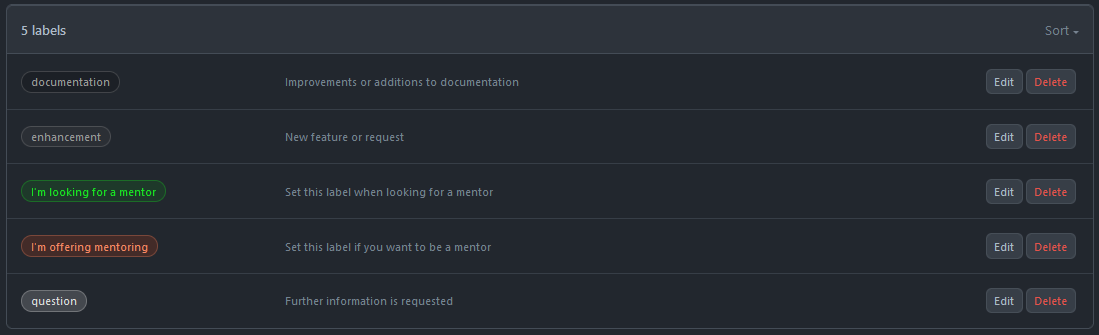 5 labels Sort
documentation Improvements or additions to documentation Edit Delete
enhancement New feature or request Edit Delete
I'm looking for a mentor Set this label when looking for a mentor Edit Delete
I'm offering mentoring Set this label if you want to be a mentor Edit Delete
question Further information is requested Edit Delete